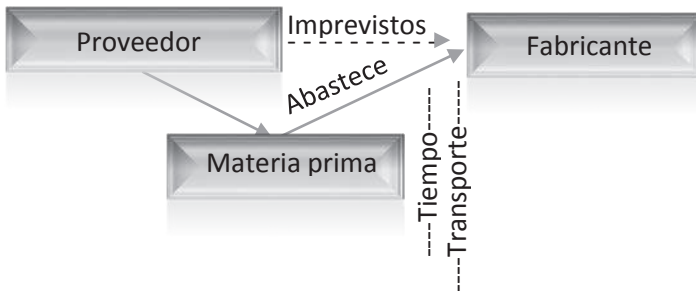 Proveedor
Imprevistos
Fabricante
Abastece
Materia prima
Tiempo
Transporte